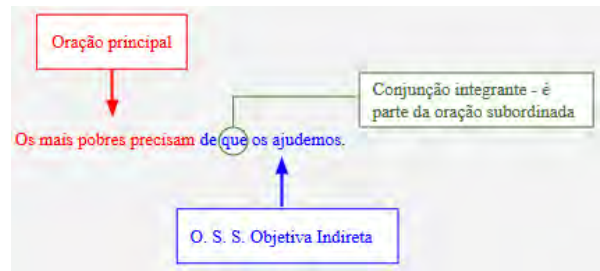 Oração principal
Conjunção integrante - é
parte da oração subordinada
Os mais pobres precisam de que os ajudemos.
O. S. S. Objetiva Indireta